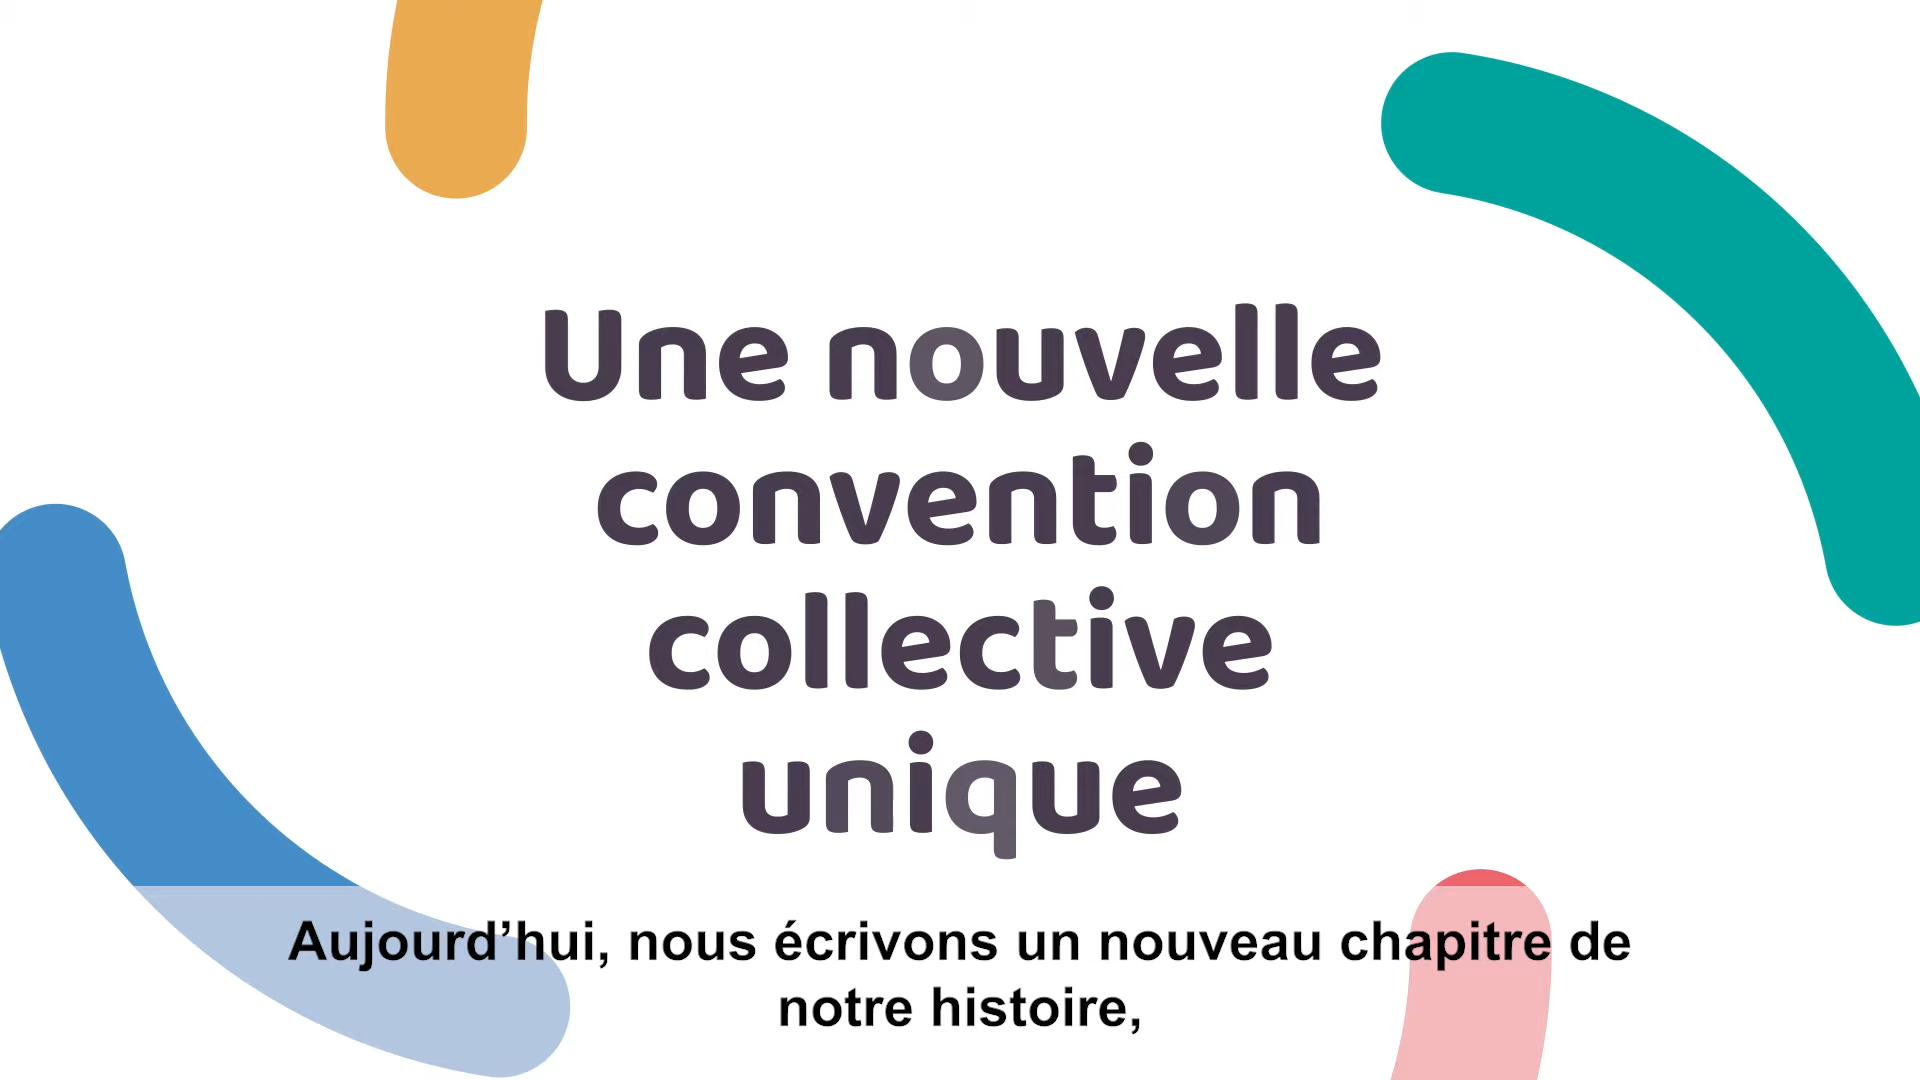 Une nouvelle
convention
collective
unique
Aujourd’hui, nous écrivons un nouveau chapitre de
notre histoire,